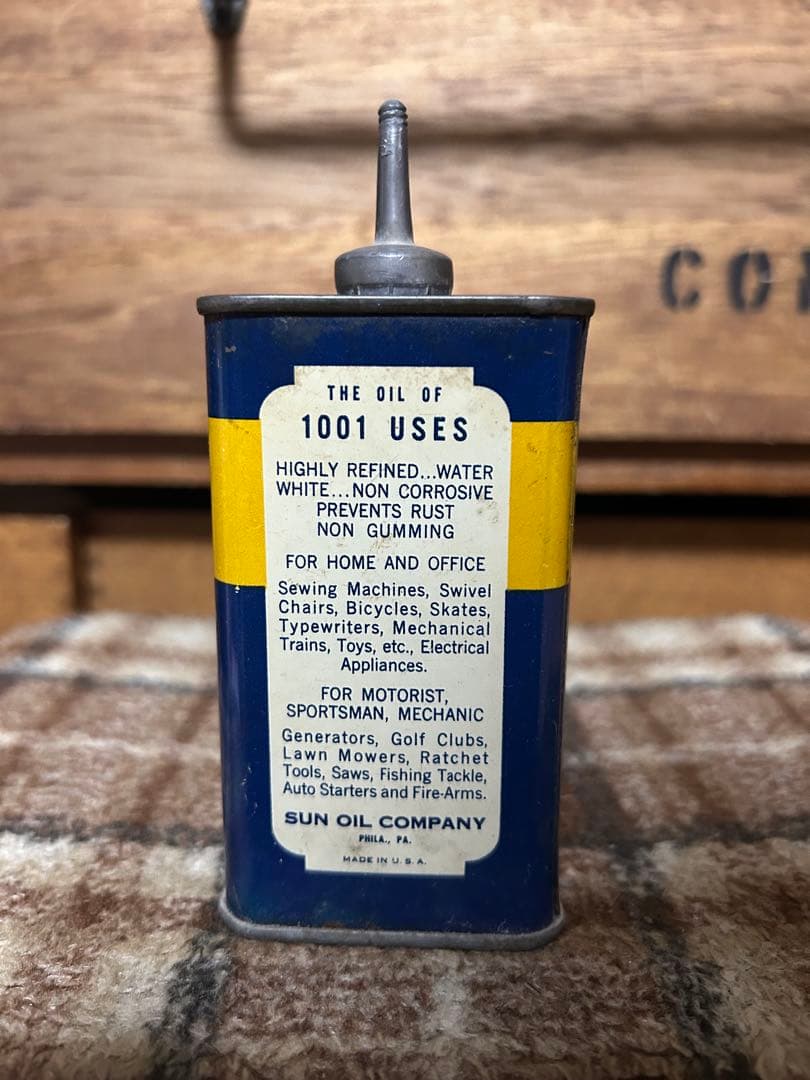 THE OIL OF
1001 USES
HIGHLY REFINED...WATER
WHITE...NON CORROSIVE
PREVENTS RUST
NON GUMMING
FOR HOME AND OFFICE
Sewing Machines, Swivel
Chairs, Bicycles, Skates,
Typewriters, Mechanical
Trains, Toys, etc., Electrical
Appliances.
FOR MOTORIST,
SPORTSMAN, MECHANIC
Generators, Golf Clubs,
Lawn Mowers, Ratchet
Tools, Saws, Fishing Tackle,
Auto Starters and Fire-Arms.
SUN OIL COMPANY
PHILA., PA.
MADE IN U.S.A.